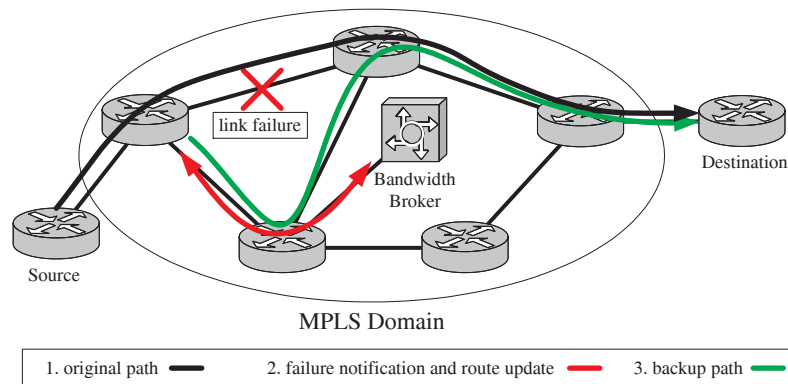 link failure
Bandwidth
Broker
Destination
Source
MPLS Domain
1. original path 2. failure notification and route update 3. backup path